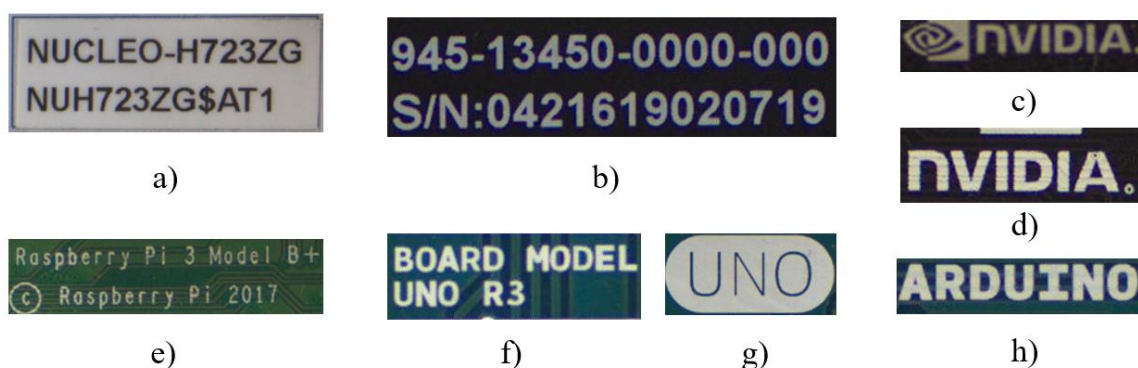 NUCLEO-H723ZG
NUH723ZG$AT1
a)
945-13450-0000-000
S/N:0421619020719
b)
NVIDIA.
c)
NVIDIA.
d)
Raspberry Pi 3 Model B+
© Raspberry Pi 2017
e)
BOARD MODEL
UNO R3
f)
UNO
g)
ARDUINO
h)